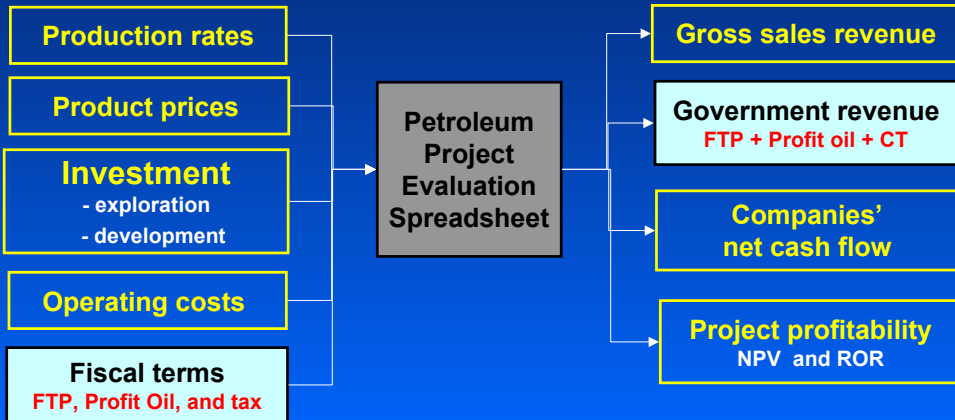 Production rates
Product prices
Investment
- exploration
- development
Operating costs
Fiscal terms
FTP, Profit Oil, and tax
Petroleum
Project
Evaluation
Spreadsheet
Gross sales revenue
Government revenue
FTP + Profit oil + CT
Companies'
net cash flow
Project profitability
NPV and ROR